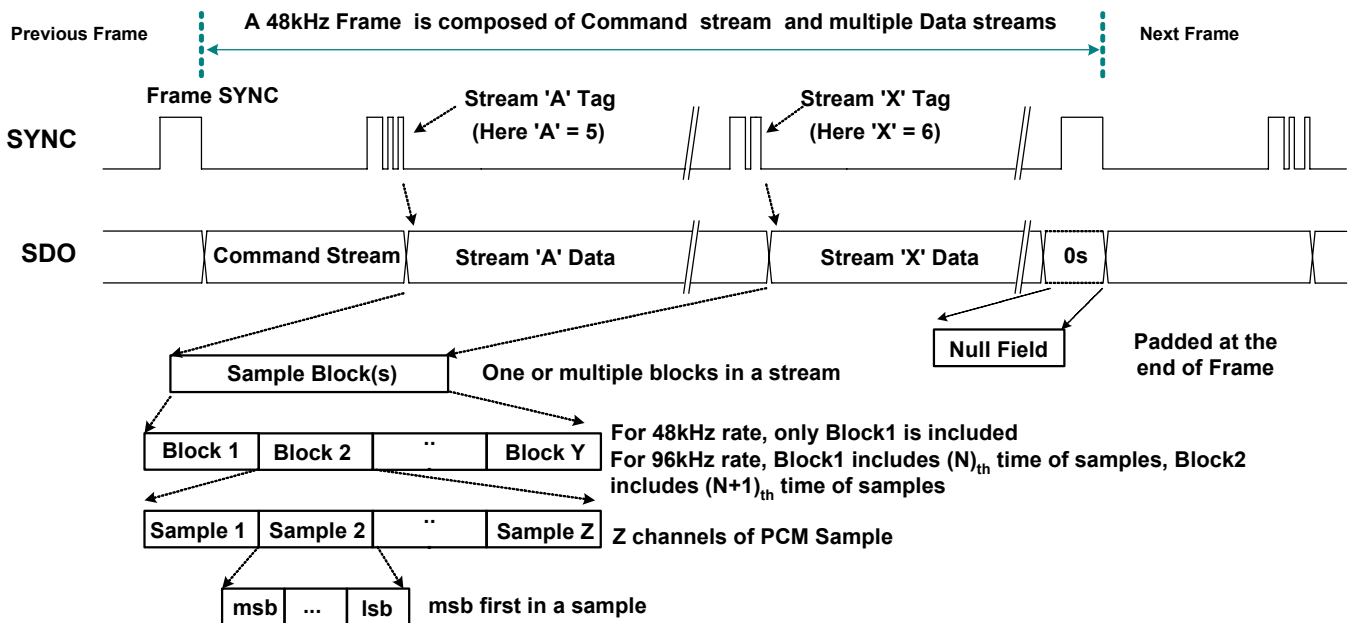 A 48kHz Frame is composed of Command stream and multiple Data streams
Previous Frame
Next Frame
Frame SYNC
Stream 'A' Tag
(Here 'A' = 5)
Stream 'X' Tag
(Here 'X' = 6)
SYNC
SDO
Command Stream
Stream 'A' Data
Stream 'X' Data
0s
Null Field
Padded at the
end of Frame
Sample Block(s)
One or multiple blocks in a stream
Block 1
Block 2
..
Block Y
For 48kHz rate, only Block1 is included
For 96kHz rate, Block1 includes (N)th time of samples, Block2
includes (N+1)th time of samples
Sample 1
Sample 2
..
Sample Z
Z channels of PCM Sample
msb
...
lsb
msb first in a sample